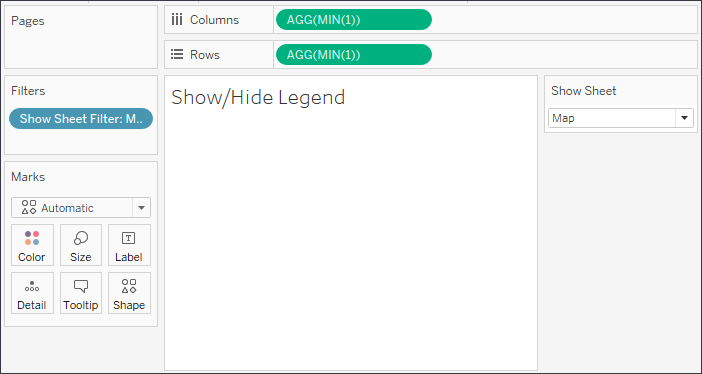 Pages
Columns
AGG(MIN(1))
Rows
AGG(MIN(1))
Filters
Show Sheet Filter: M..
Marks
Automatic
Color
Size
Label
Detail
Tooltip
Shape
Show/Hide Legend
Show Sheet
Map